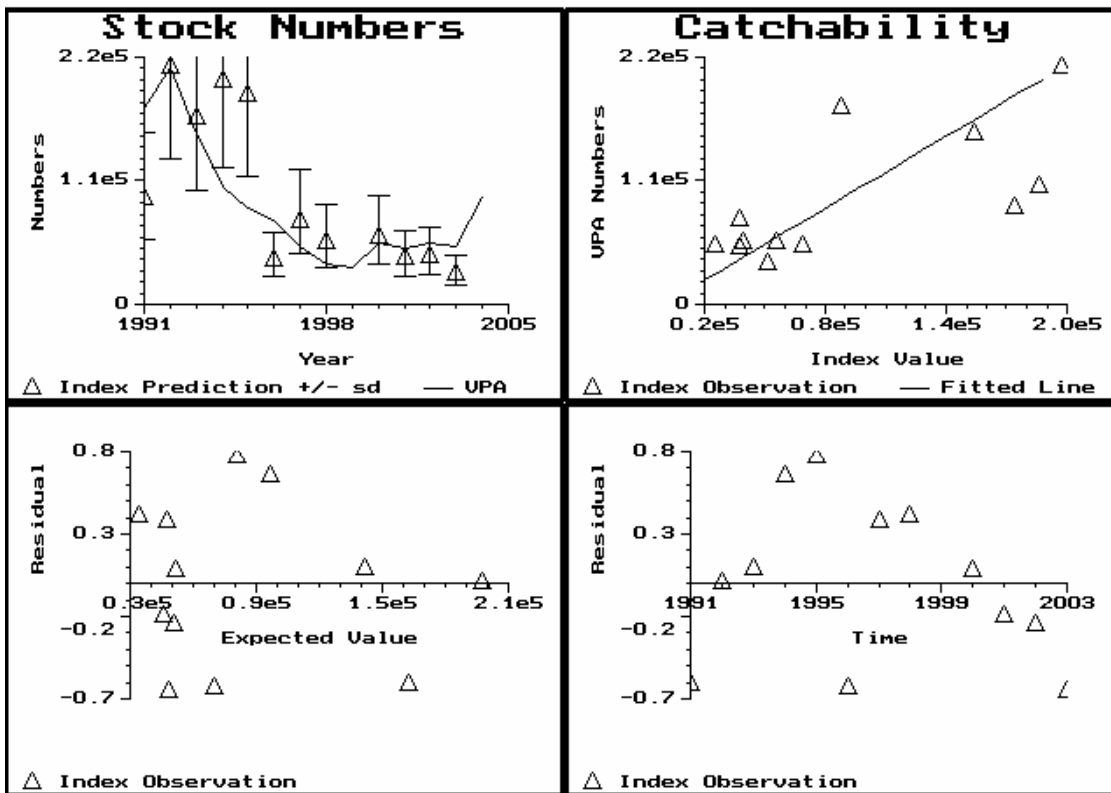 Stock Numbers
2.2e5
1.1e5
0
Numbers
1991
1998
2005
Year
Index Prediction +/- sd
VPA
Catchability
2.2e5
1.1e5
0
VPA Numbers
0.2e5
0.8e5
1.4e5
2.0e5
Index Value
Index Observation
Fitted Line
0.8
0.3
-0.2
-0.7
Residual
0.3e5
0.9e5
1.5e5
2.1e5
Expected Value
Index Observation
0.8
0.3
-0.2
-0.7
Residual
1991
1995
1999
2003
Time
Index Observation